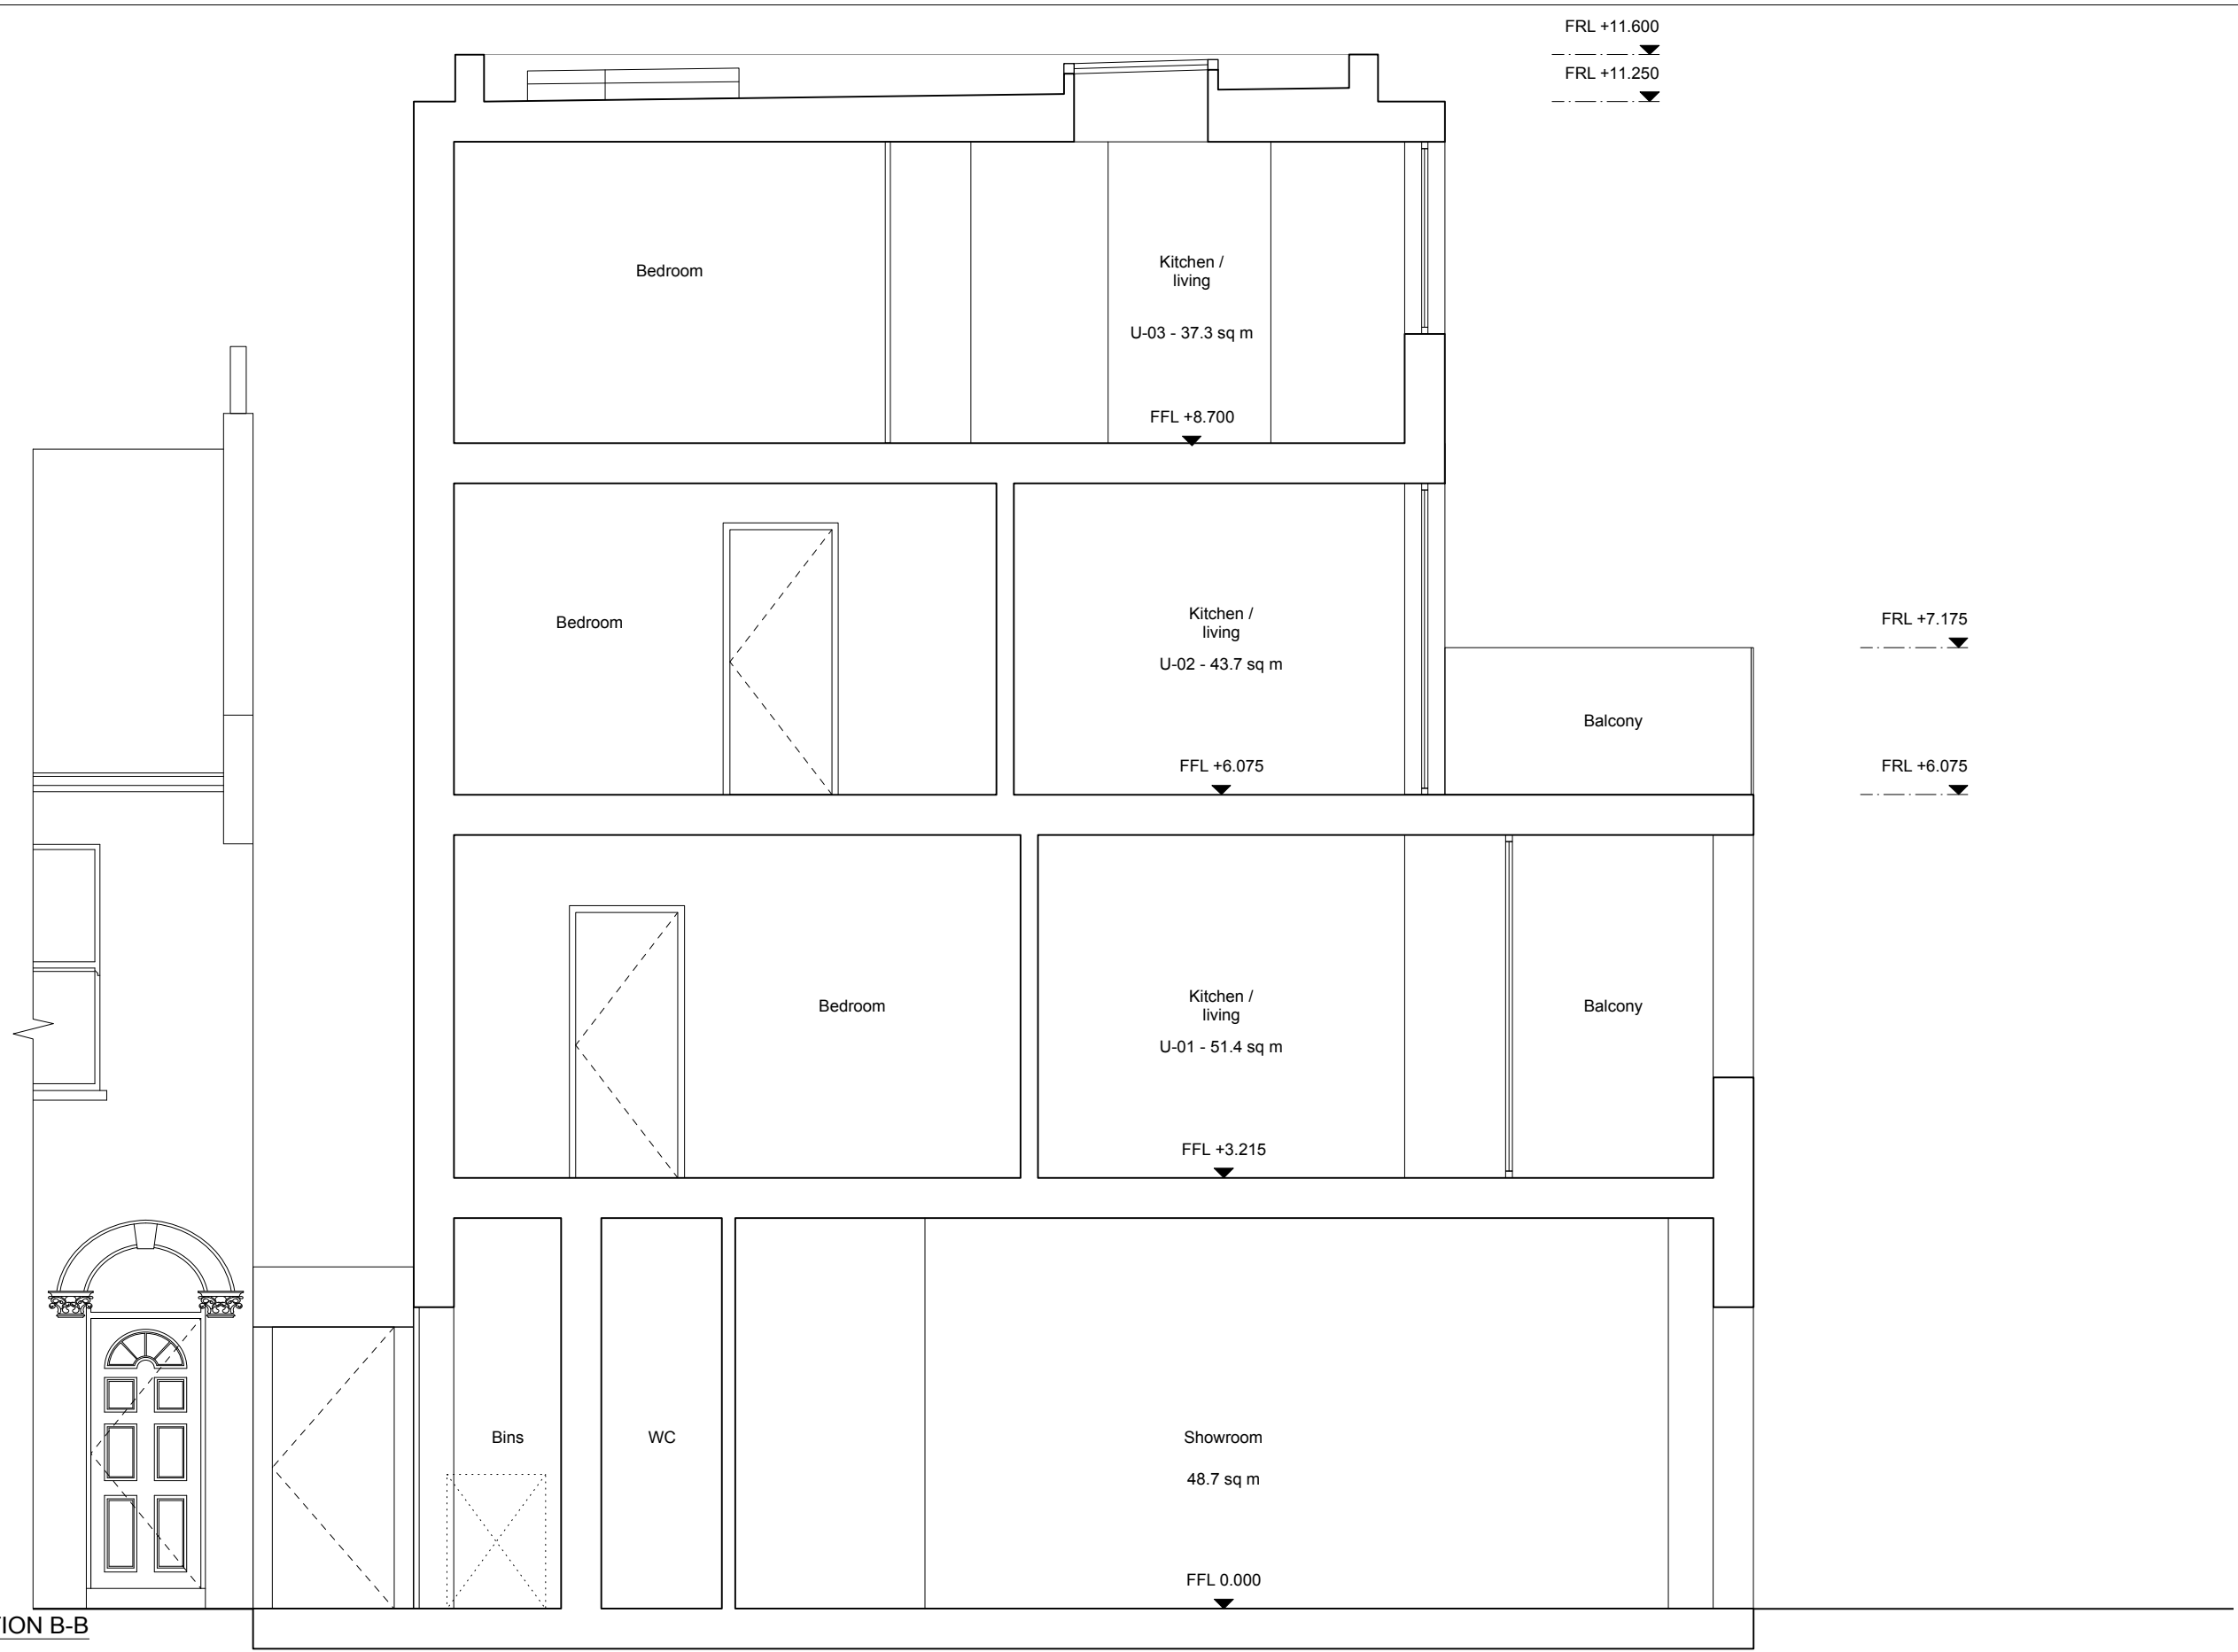 FRL +11.600
FRL +11.250
Bedroom
Kitchen /
living
U-03 - 37.3 sq m
FFL +8.700
Bedroom
Kitchen /
living
U-02 - 43.7 sq m
FFL +6.075
Balcony
FRL +7.175
FRL +6.075
Bedroom
Kitchen /
living
U-01 - 51.4 sq m
FFL +3.215
Balcony
Bins
WC
Showroom
48.7 sq m
FFL 0.000
TION B-B